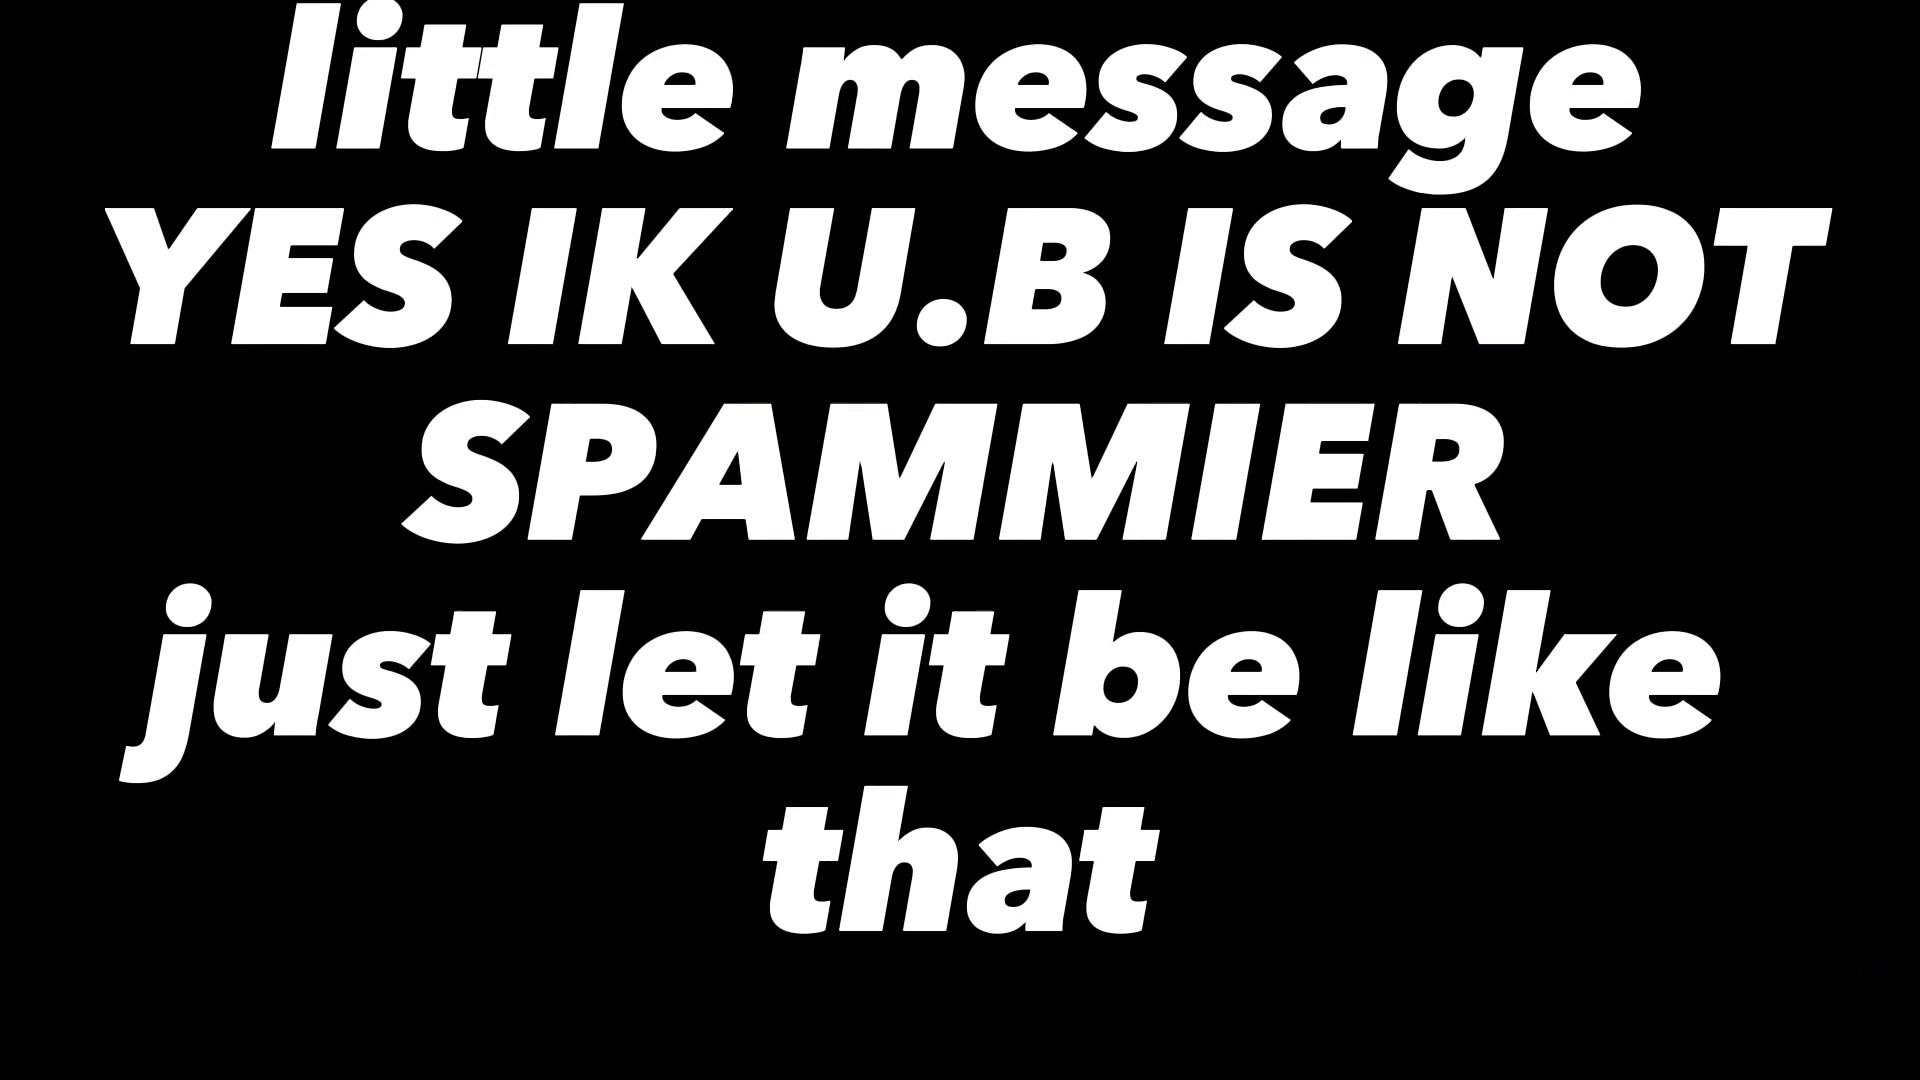 little message
YES IK U.B IS NOT
SPAMMIER
just let it be like
that